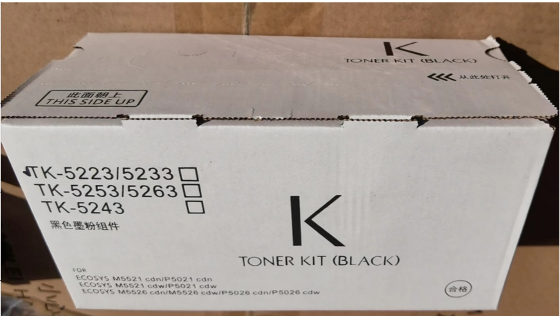 K
TONER KIT (BLACK)
从此处打开
此面朝上
THIS SIDE UP
TK-5223/5233
TK-5253/5263
TK-5243
黑色墨粉组件
K
TONER KIT (BLACK)
FOR
ECOSYS M5521 cdn/P5021 cdn
ECOSYS M5521 cdw/P5021 cdw
ECOSYS M5526 cdn/M5526 cdw/P5026 cdn/P5026 cdw
合格